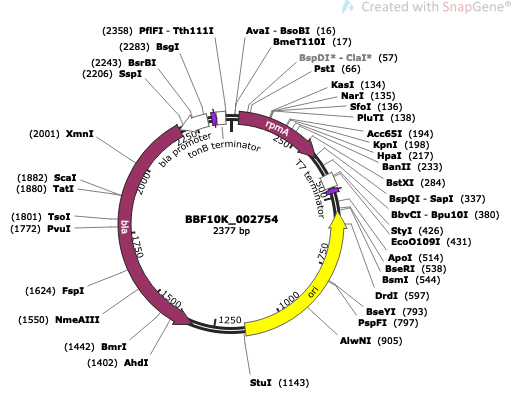 Created with SnapGene®
(2358) PflFI - Tth111I
(2283) BsgI
(2243) BsrBI
(2206) SspI
(2001) XmnI
(1882) ScaI
(1880) TatI
(1801) TsoI
(1772) PvuI
(1624) FspI
(1550) NmeAIII
(1442) BmrI
(1402) AhdI
AvaI - BsoBI (16)
BmeT110I (17)
BspDI* - ClaI* (57)
PstI (66)
KasI (134)
NarI (135)
SfoI (136)
PluTI (138)
Acc65I (194)
KpnI (198)
HpaI (217)
BanII (233)
BstXI (284)
BspQI - SapI (337)
BbvCI - Bpu10I (380)
StyI (426)
EcoO109I (431)
ApoI (514)
BseRI (538)
BsmI (544)
DrdI (597)
BseYI (793)
PspFI (797)
AlwNI (905)
StuI (1143)
rpmA
bla promoter
tonB terminator
T7 terminator
bla
ori
250
500
750
1000
1250
1500
1750
2000
2250
BBF10K_002754
2377 bp